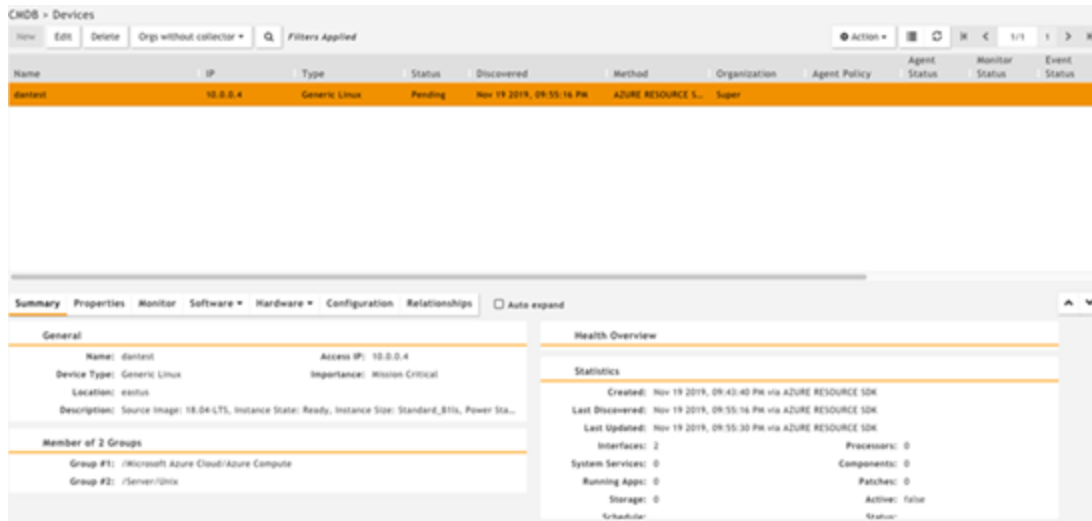 CMDB > Devices
New Edit Delete Orgs without collector Filters Applied Action 1/1 1
Name IP Type Status Discovered Method Organization Agent Policy Agent Status Monitor Status Event Status
dantest 10.0.0.4 Generic Linux Pending Nov 19 2019, 09:55:16 PM AZURE RESOURCE S... Super
Summary Properties Monitor Software Hardware Configuration Relationships Auto expand
General
Name: dantest Access IP: 10.0.0.4
Device Type: Generic Linux Importance: Mission Critical
Location: eastus
Description: Source Image: 18.04-LTS, Instance State: Ready, Instance Size: Standard_B1ls, Power Sta...
Member of 2 Groups
Group #1: /Microsoft Azure Cloud/Azure Compute
Group #2: /Server/Unix
Health Overview
Statistics
Created: Nov 19 2019, 09:43:40 PM via AZURE RESOURCE SDK
Last Discovered: Nov 19 2019, 09:55:16 PM via AZURE RESOURCE SDK
Last Updated: Nov 19 2019, 09:55:30 PM via AZURE RESOURCE SDK
Interfaces: 2 Processors: 0
System Services: 0 Components: 0
Running Apps: 0 Patches: 0
Storage: 0 Active: false
Schedule: Status: